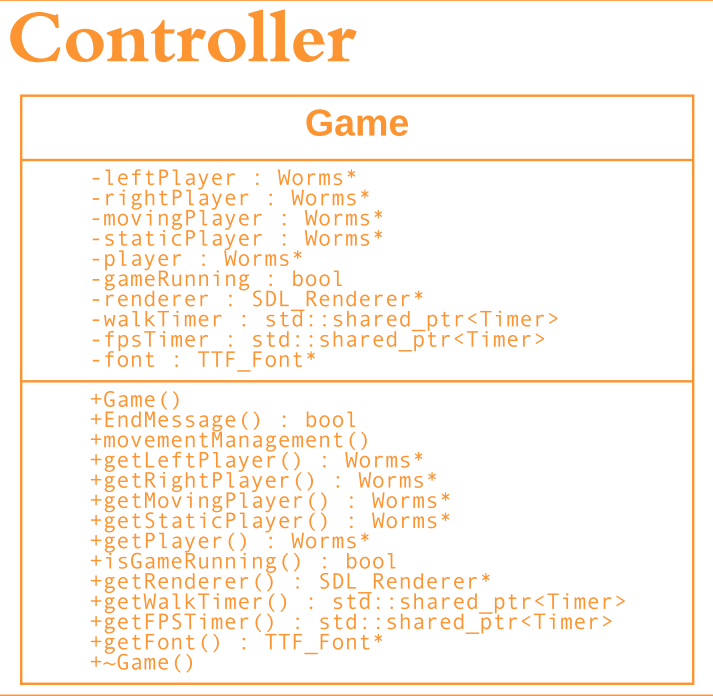 Controller
Game
-leftPlayer : Worms*
-rightPlayer : Worms*
-movingPlayer : Worms*
-staticPlayer : Worms*
-player : Worms*
-gameRunning : bool
-renderer : SDL_Renderer*
-walkTimer : std::shared_ptr<Timer>
-fpsTimer : std::shared_ptr<Timer>
-font : TTF_Font*
+Game()
+EndMessage() : bool
+movementManagement()
+getLeftPlayer() : Worms*
+getRightPlayer() : Worms*
+getMovingPlayer() : Worms*
+getStaticPlayer() : Worms*
+getPlayer() : Worms*
+isGameRunning() : bool
+getRenderer() : SDL_Renderer*
+getWalkTimer() : std::shared_ptr<Timer>
+getFPSTimer() : std::shared_ptr<Timer>
+getFont() : TTF_Font*
+~Game()